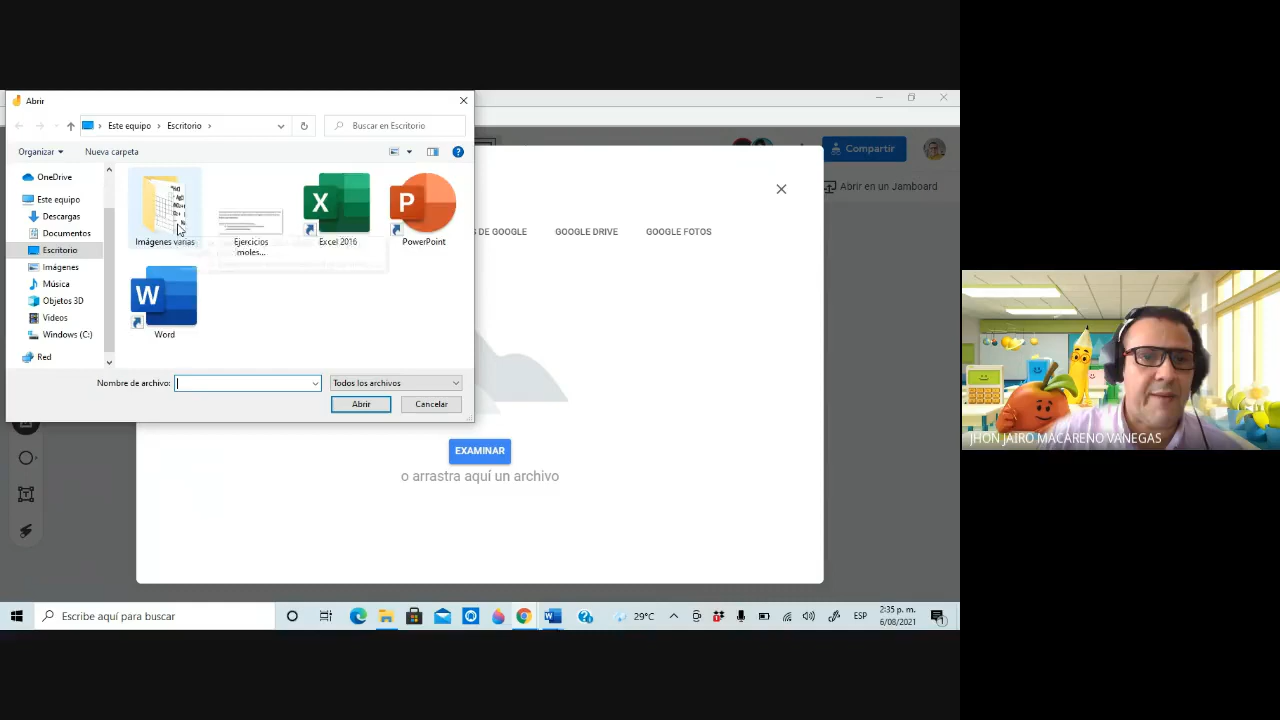 Abrir
Este equipo > Escritorio >
Buscar en Escritorio
Organizar
Nueva carpeta
OneDrive
Este equipo
Descargas
Documentos
Escritorio
Imágenes
Música
Objetos 3D
Videos
Windows (C:)
Red
Imágenes varias
Ejercicios
moles...
X
Excel 2016
P
PowerPoint
W
Word
Nombre de archivo:
Todos los archivos
Abrir
Cancelar
Compartir
Abrir en un Jamboard
S DE GOOGLE
GOOGLE DRIVE
GOOGLE FOTOS
EXAMINAR
o arrastra aquí un archivo
JHON JAIRO MACARENO VANEGAS
Escribe aquí para buscar
29°C
ESP
2:35 p. m.
6/08/2021